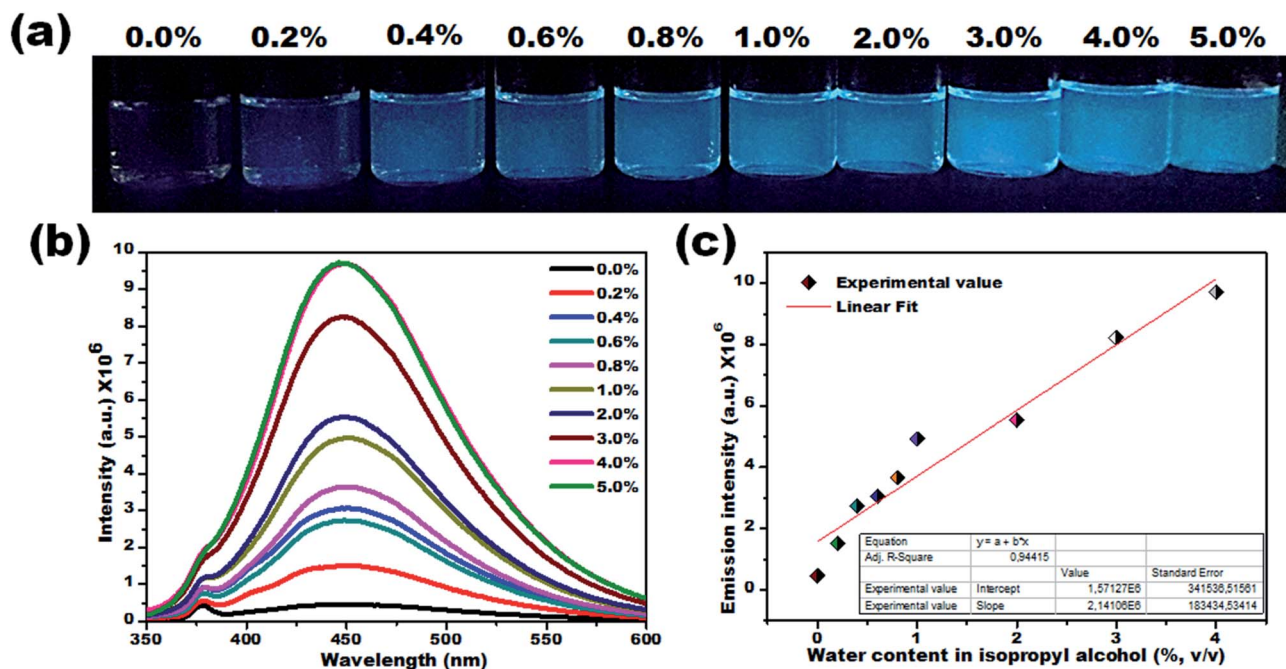 (a)
0.0% 0.2% 0.4% 0.6% 0.8% 1.0% 2.0% 3.0% 4.0% 5.0%
(b)
10
9
8
7
6
5
4
3
2
1
0
Intensity (a.u.) X10⁶
350 400 450 500 550 600
Wavelength (nm)
0.0%
0.2%
0.4%
0.6%
0.8%
1.0%
2.0%
3.0%
4.0%
5.0%
(c)
10
8
6
4
2
0
Emission intensity (a.u.) X10⁶
Experimental value
Linear Fit
Equation y = a + b*x
Adj. R-Square 0,94415
Value Standard Error
Experimental value Intercept 1,57127E6 341536,51561
Experimental value Slope 2,14106E6 183434,53414
0 1 2 3 4
Water content in isopropyl alcohol (%, v/v)